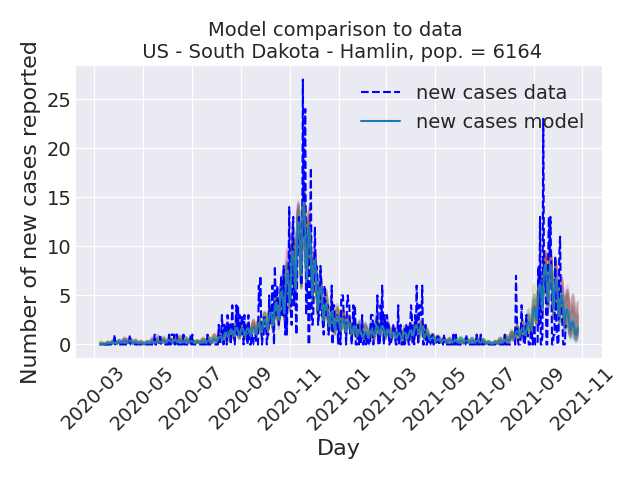 Model comparison to data
US - South Dakota - Hamlin, pop. = 6164
new cases data
new cases model
Number of new cases reported
25
20
15
10
5
0
2020-03
2020-05
2020-07
2020-09
2020-11
2021-01
2021-03
2021-05
2021-07
2021-09
2021-11
Day